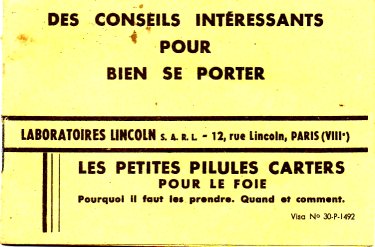 DES CONSEILS INTÉRESSANTS
POUR
BIEN SE PORTER
LABORATOIRES LINCOLN S. A. R. L. - 12, rue Lincoln, PARIS (VIIIᵉ)
LES PETITES PILULES CARTERS
POUR LE FOIE
Pourquoi il faut les prendre. Quand et comment.
Visa Nº 30-P-1492